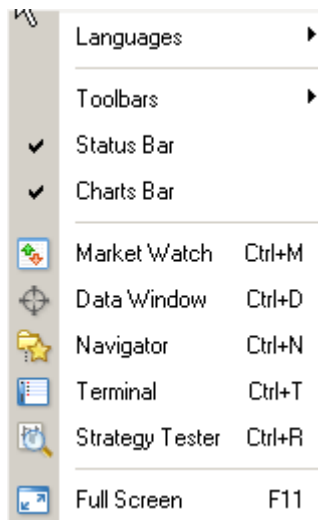 Languages
Toolbars
Status Bar
Charts Bar
Market Watch Ctrl+M
Data Window Ctrl+D
Navigator Ctrl+N
Terminal Ctrl+T
Strategy Tester Ctrl+R
Full Screen F11